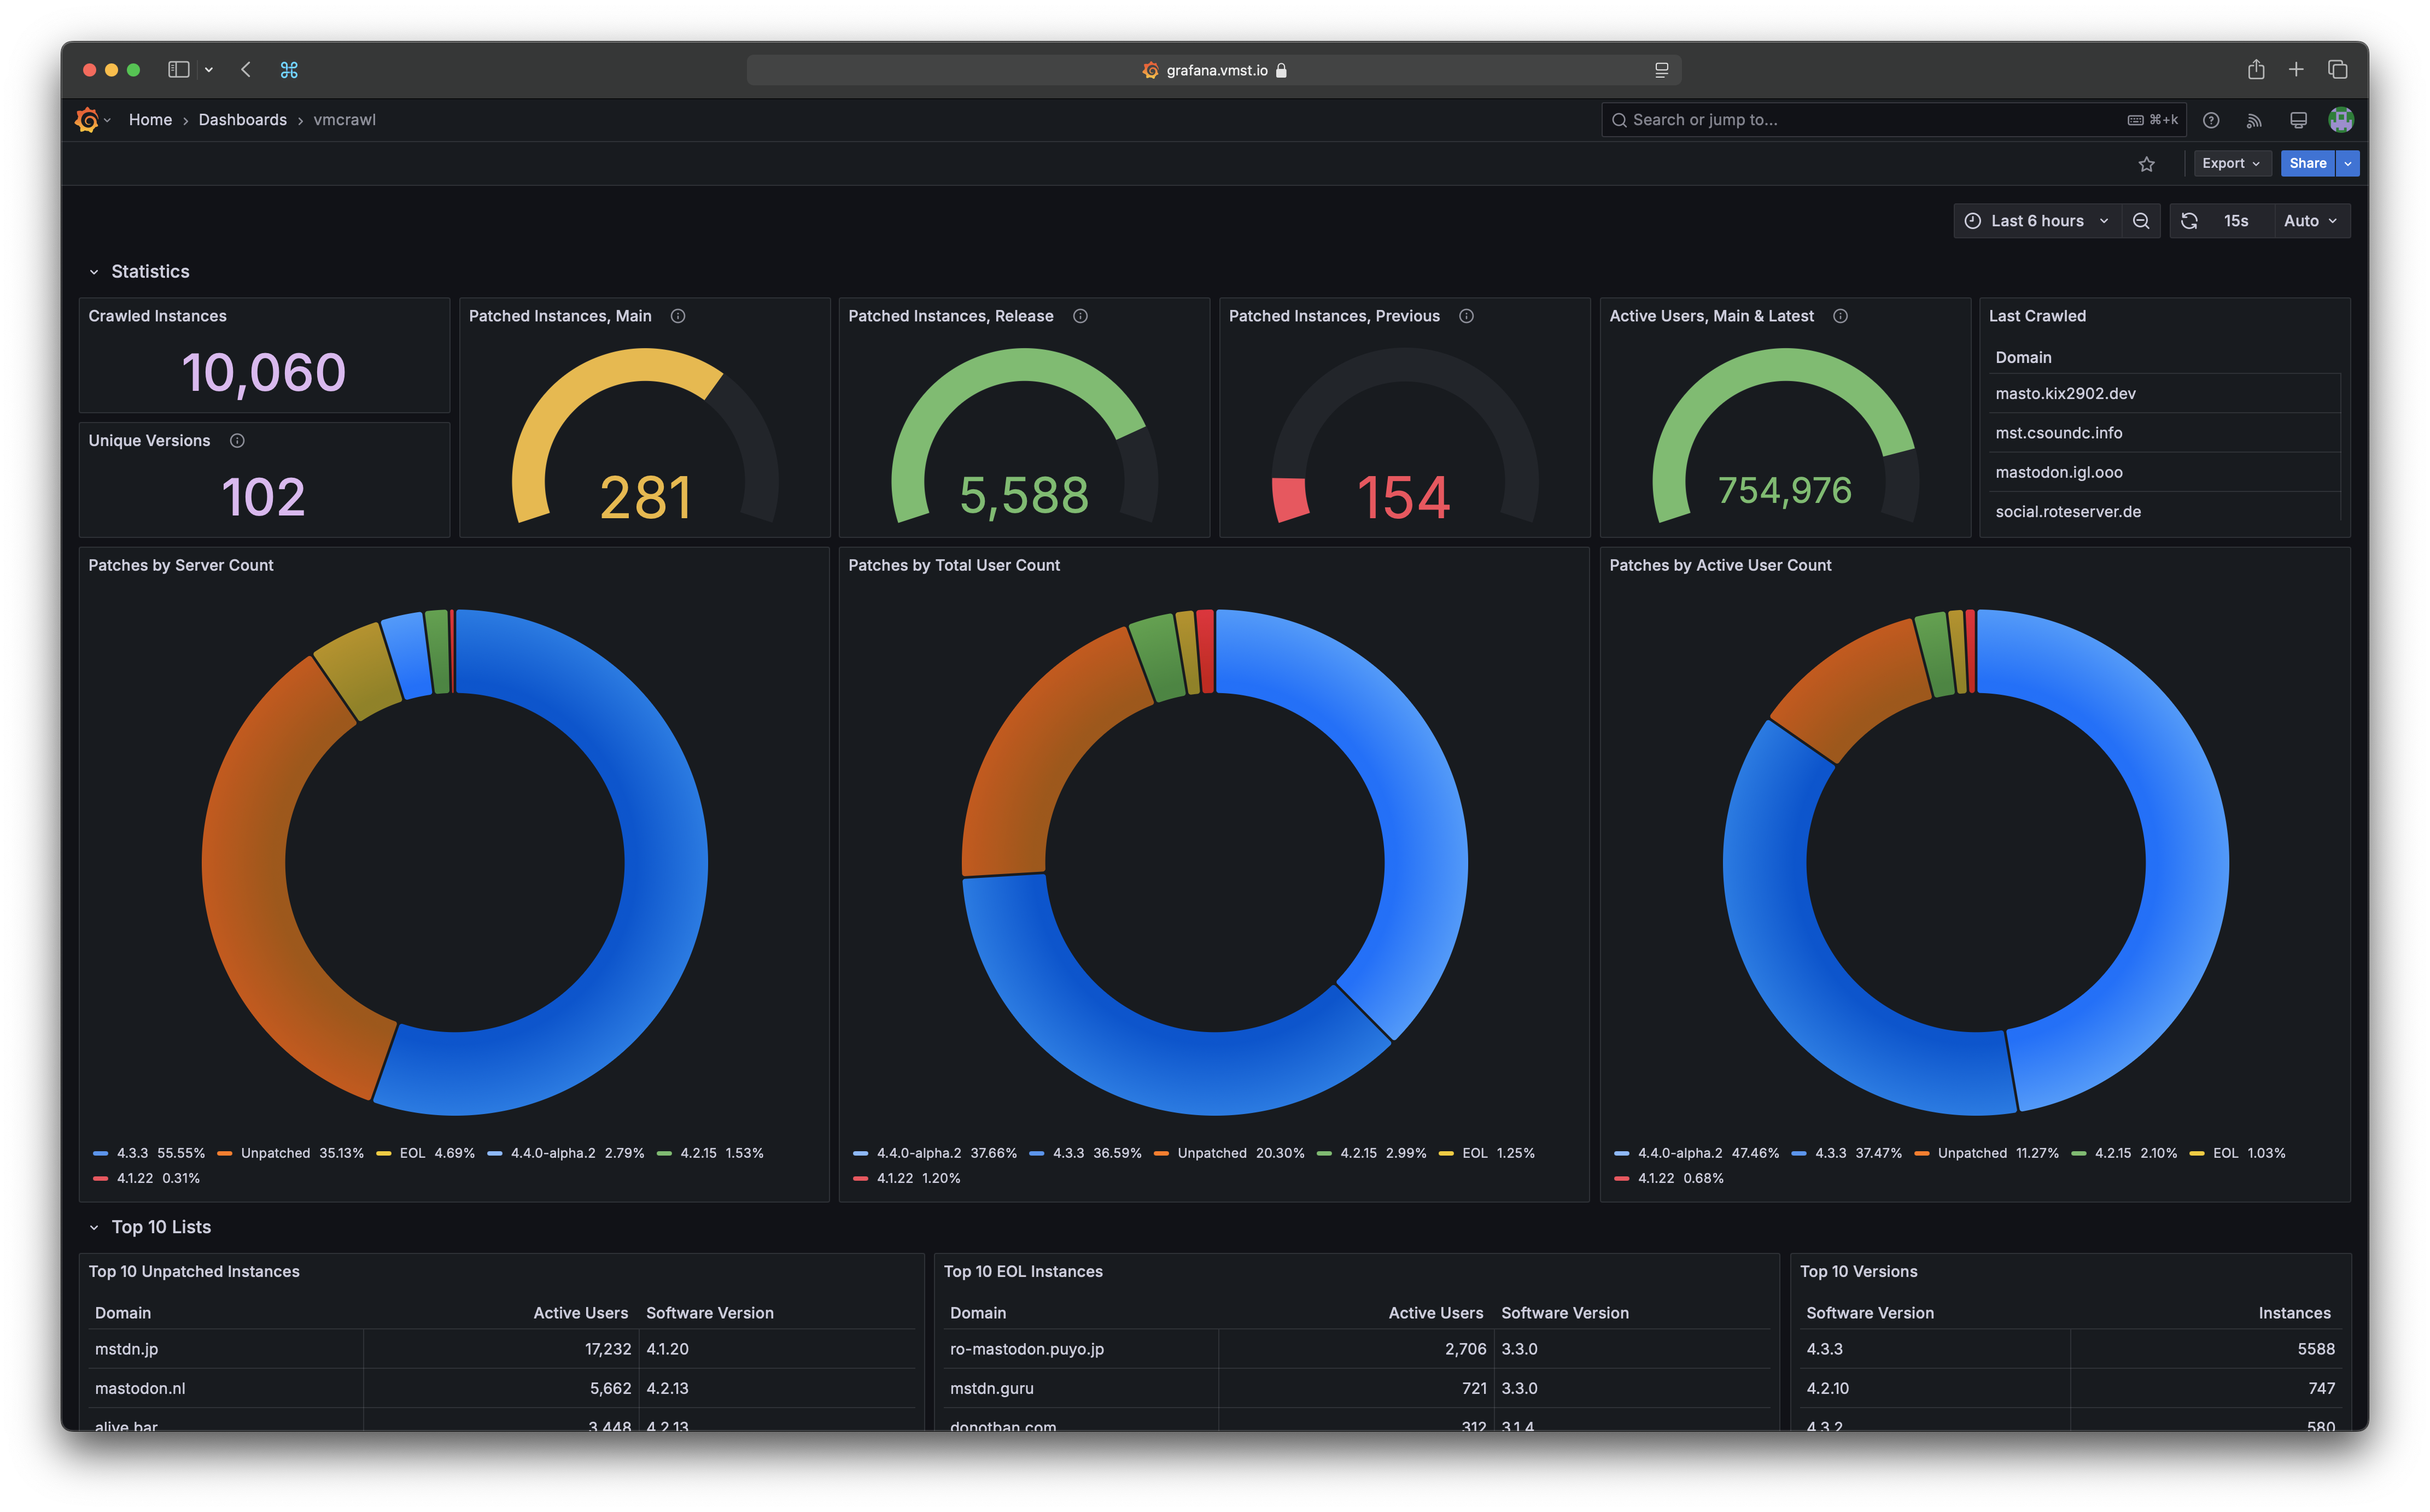 grafana.vmst.io
Home › Dashboards › vmcrawl
Search or jump to...
⌘+k
Export
Share
Last 6 hours
15s
Auto
Statistics
Crawled Instances
10,060
Unique Versions
102
Patched Instances, Main
281
Patched Instances, Release
5,588
Patched Instances, Previous
154
Active Users, Main & Latest
754,976
Last Crawled
Domain
masto.kix2902.dev
mst.csoundc.info
mastodon.igl.ooo
social.roteserver.de
Patches by Server Count
4.3.3 55.55% Unpatched 35.13% EOL 4.69% 4.4.0-alpha.2 2.79% 4.2.15 1.53%
4.1.22 0.31%
Patches by Total User Count
4.4.0-alpha.2 37.66% 4.3.3 36.59% Unpatched 20.30% 4.2.15 2.99% EOL 1.25%
4.1.22 1.20%
Patches by Active User Count
4.4.0-alpha.2 47.46% 4.3.3 37.47% Unpatched 11.27% 4.2.15 2.10% EOL 1.03%
4.1.22 0.68%
Top 10 Lists
Top 10 Unpatched Instances
Domain Active Users Software Version
mstdn.jp 17,232 4.1.20
mastodon.nl 5,662 4.2.13
alive.bar 3,448 4.2.13
Top 10 EOL Instances
Domain Active Users Software Version
ro-mastodon.puyo.jp 2,706 3.3.0
mstdn.guru 721 3.3.0
donotban.com 312 3.1.4
Top 10 Versions
Software Version Instances
4.3.3 5588
4.2.10 747
4.3.2 580